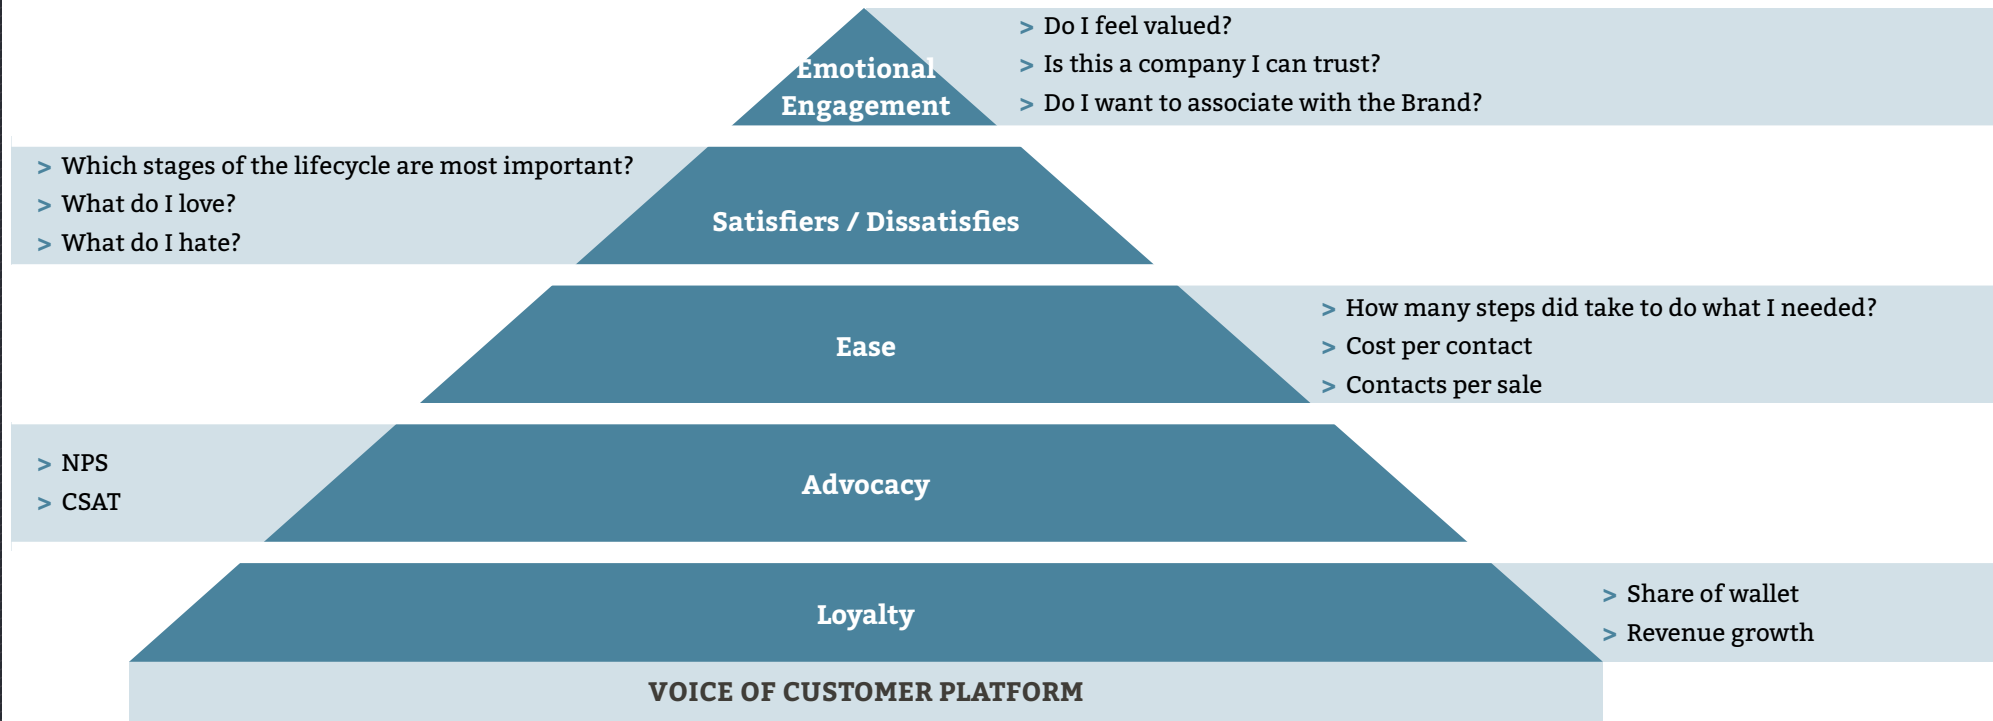 Emotional
Engagement
> Do I feel valued?
> Is this a company I can trust?
> Do I want to associate with the Brand?
> Which stages of the lifecycle are most important?
> What do I love?
> What do I hate?
Satisfiers / Dissatisfies
Ease
> How many steps did take to do what I needed?
> Cost per contact
> Contacts per sale
> NPS
> CSAT
Advocacy
Loyalty
> Share of wallet
> Revenue growth
VOICE OF CUSTOMER PLATFORM